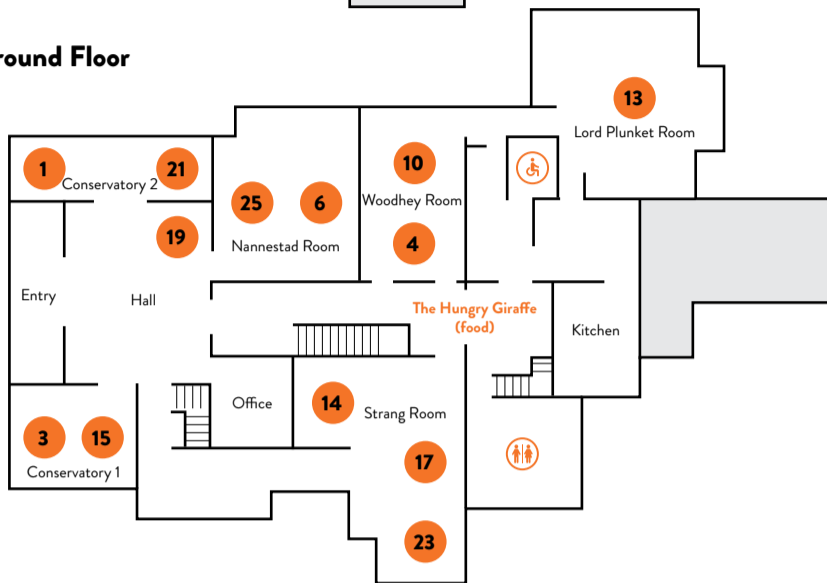 round Floor
13
Lord Plunket Room
1
21
Conservatory 2
10
Woodhey Room
25
6
Nannestad Room
19
4
Entry
Hall
The Hungry Giraffe
(food)
Kitchen
Office
14
Strang Room
3
15
Conservatory 1
17
23